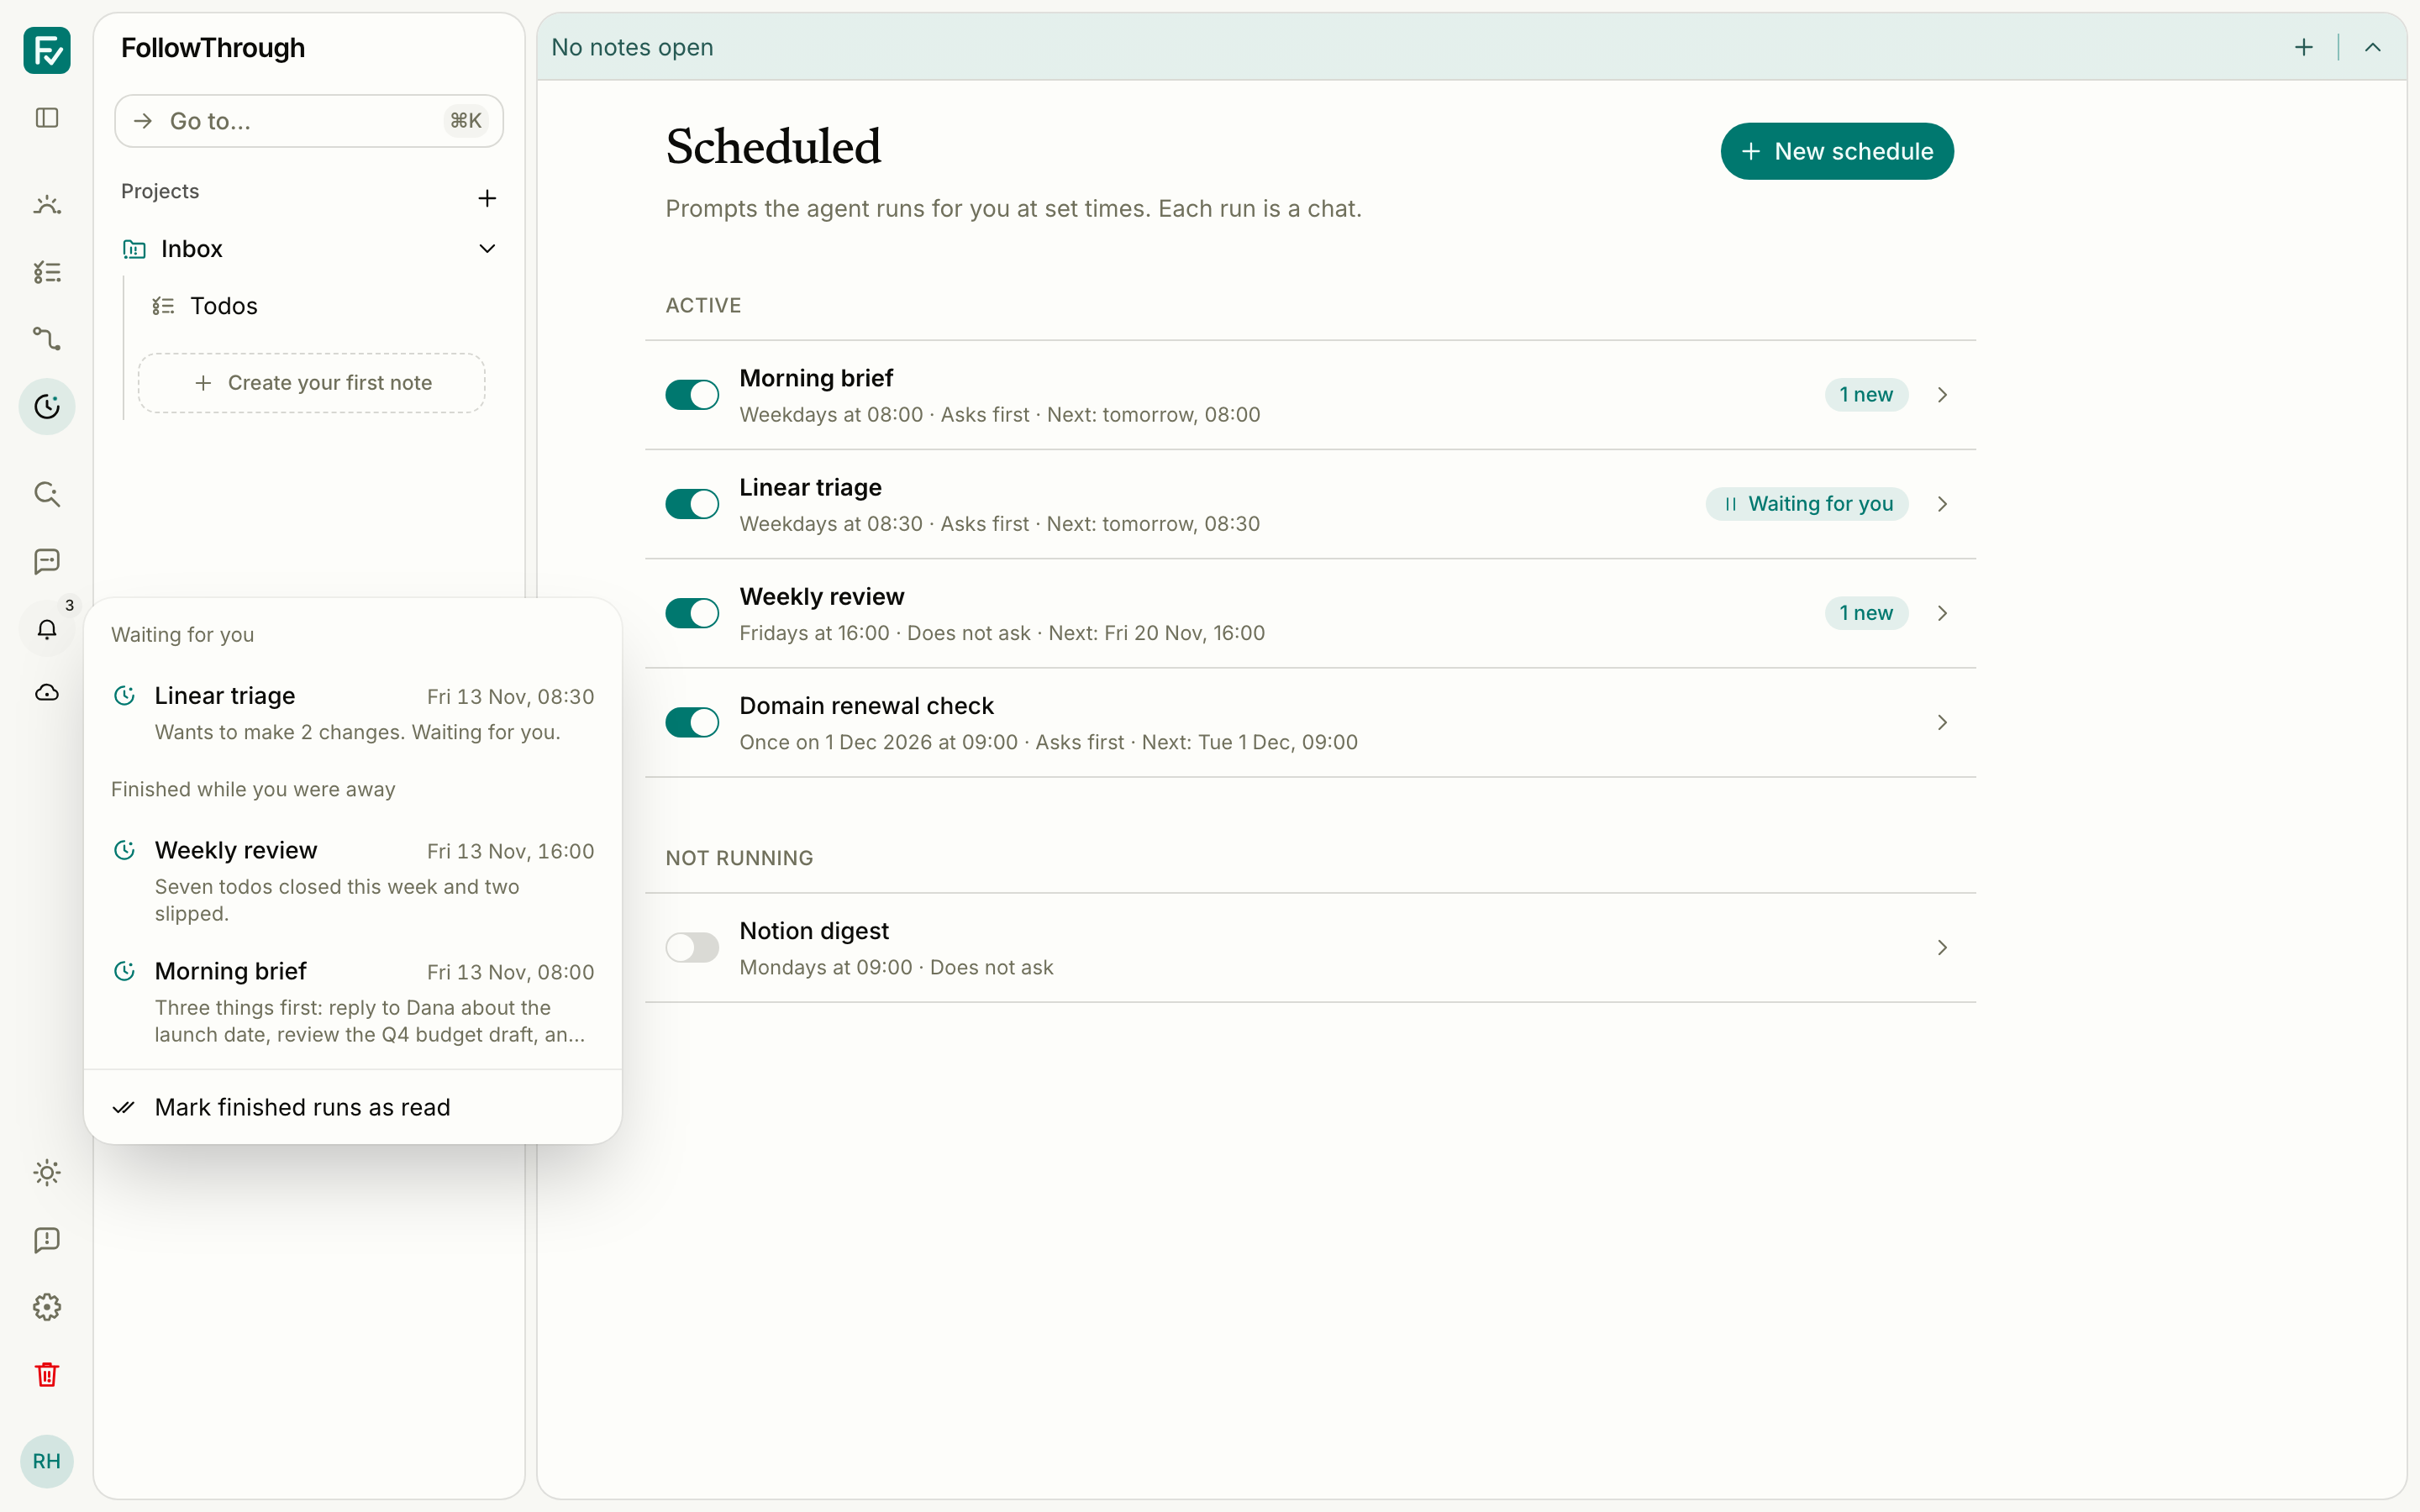 FollowThrough
Go to...
⌘K
Projects
Inbox
Todos
Create your first note
3
Waiting for you
Linear triage
Fri 13 Nov, 08:30
Wants to make 2 changes. Waiting for you.
Finished while you were away
Weekly review
Fri 13 Nov, 16:00
Seven todos closed this week and two
slipped.
Morning brief
Fri 13 Nov, 08:00
Three things first: reply to Dana about the
launch date, review the Q4 budget draft, an...
Mark finished runs as read
RH
No notes open
Scheduled
New schedule
Prompts the agent runs for you at set times. Each run is a chat.
ACTIVE
Morning brief
Weekdays at 08:00 · Asks first · Next: tomorrow, 08:00
1 new
Linear triage
Weekdays at 08:30 · Asks first · Next: tomorrow, 08:30
Waiting for you
Weekly review
Fridays at 16:00 · Does not ask · Next: Fri 20 Nov, 16:00
1 new
Domain renewal check
Once on 1 Dec 2026 at 09:00 · Asks first · Next: Tue 1 Dec, 09:00
NOT RUNNING
Notion digest
Mondays at 09:00 · Does not ask